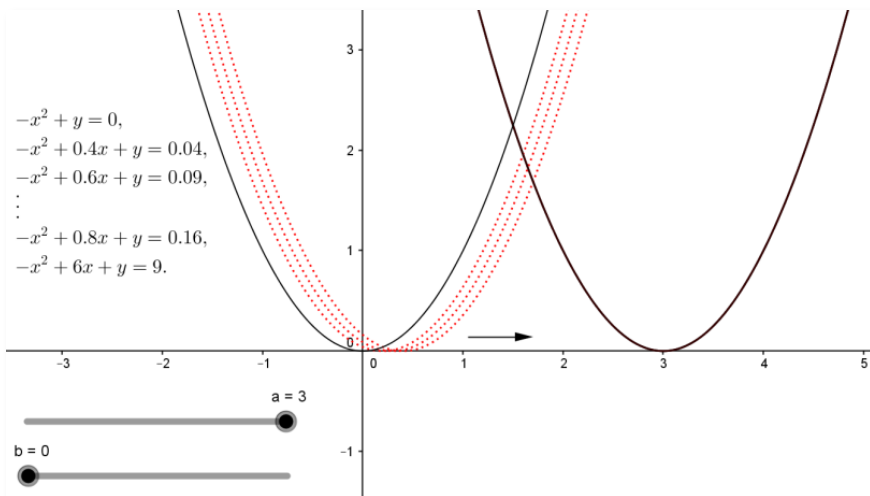 3
2
1
0
−3
−2
−1
0
1
2
3
4
5
−1
−x² + y = 0,
−x² + 0.4x + y = 0.04,
−x² + 0.6x + y = 0.09,
⋮
−x² + 0.8x + y = 0.16,
−x² + 6x + y = 9.
a = 3
b = 0